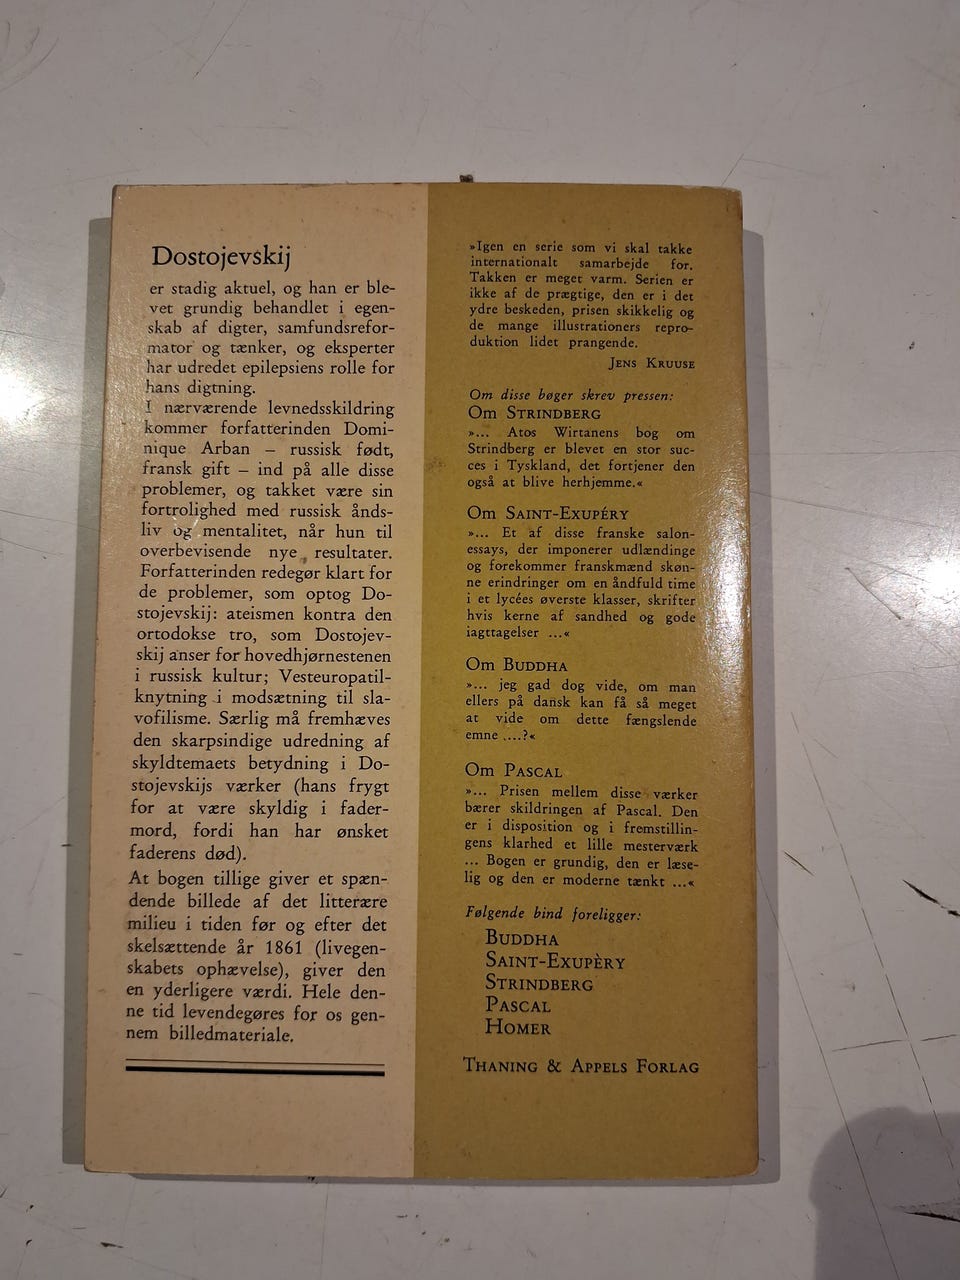 Dostojevskij
er stadig aktuel, og han er ble-
vet grundig behandlet i egen-
skab af digter, samfundsrefor-
mator og tænker, og eksperter
har udredet epilepsiens rolle for
hans digtning.
I nærværende levnedsskildring
kommer forfatterinden Domi-
nique Arban – russisk født,
fransk gift – ind på alle disse
problemer, og takket være sin
fortrolighed med russisk ånds-
liv og mentalitet, når hun til
overbevisende nye resultater.
Forfatterinden redegør klart for
de problemer, som optog Do-
stojevskij: ateismen kontra den
ortodokse tro, som Dostojev-
skij anser for hovedhjørnestenen
i russisk kultur; Vesteuropatil-
knytning i modsætning til sla-
vofilisme. Særlig må fremhæves
den skarpsindige udredning af
skyldtemaets betydning i Do-
stojevskijs værker (hans frygt
for at være skyldig i fader-
mord, fordi han har ønsket
faderens død).
At bogen tillige giver et spæn-
dende billede af det litterære
milieu i tiden før og efter det
skelsættende år 1861 (livegen-
skabets ophævelse), giver den
en yderligere værdi. Hele den-
ne tid levendegøres for os gen-
nem billedmateriale.
»Igen en serie som vi skal takke
internationalt samarbejde for.
Takken er meget varm. Serien er
ikke af de prægtige, den er i det
ydre beskeden, prisen skikkelig og
de mange illustrationers repro-
duktion lidet prangende.
JENS KRUUSE
Om disse bøger skrev pressen:
Om STRINDBERG
»... Atos Wirtanens bog om
Strindberg er blevet en stor suc-
ces i Tyskland, det fortjener den
også at blive herhjemme.«
Om SAINT-EXUPÉRY
»... Et af disse franske salon-
essays, der imponerer udlændinge
og forekommer franskmænd skøn-
ne erindringer om en åndfuld time
i et lycées øverste klasser, skrifter
hvis kerne af sandhed og gode
iagttagelser ...«
Om BUDDHA
»... jeg gad dog vide, om man
ellers på dansk kan få så meget
at vide om dette fængslende
emne ....?«
Om PASCAL
»... Prisen mellem disse værker
bærer skildringen af Pascal. Den
er i disposition og i fremstillin-
gens klarhed et lille mesterværk
... Bogen er grundig, den er læse-
lig og den er moderne tænkt ...«
Følgende bind foreligger:
BUDDHA
SAINT-EXUPÈRY
STRINDBERG
PASCAL
HOMER
THANING & APPELS FORLAG